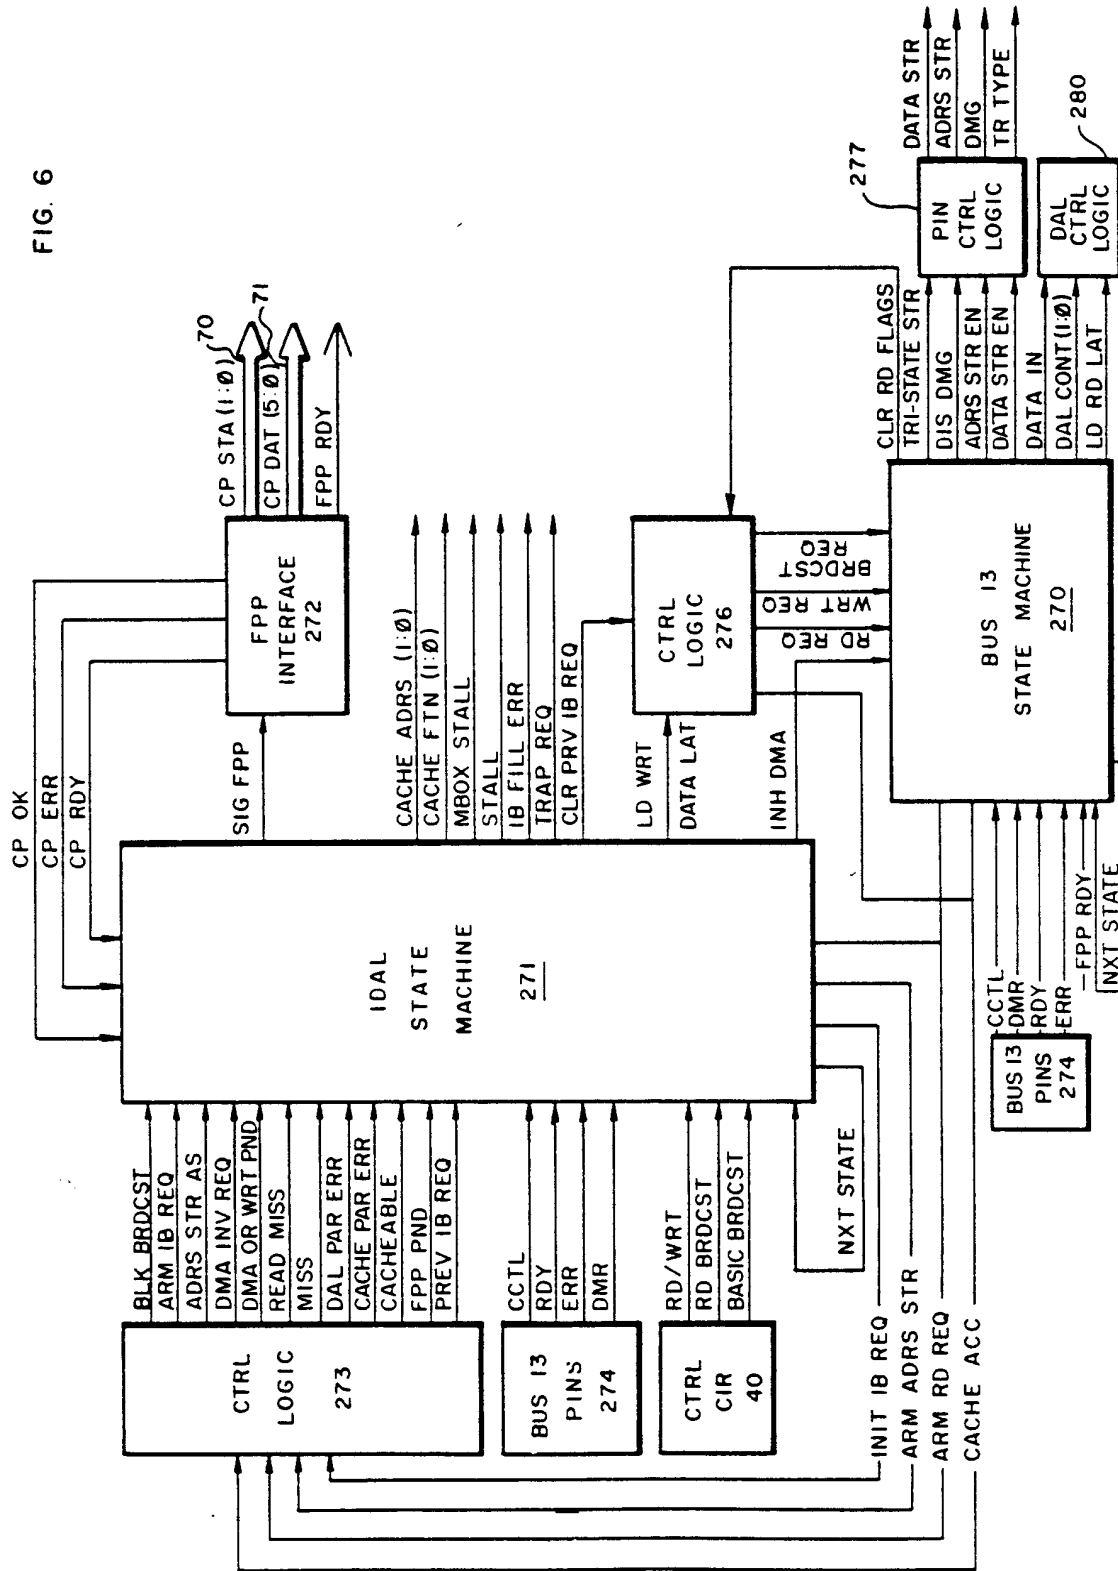 FIG. 6
CP OK
CP ERR
CP RDY
FPP
INTERFACE
272
CP STA (1:0)
70
CP DAT (5:0)
71
FPP RDY
SIG FPP
IDAL
STATE
MACHINE
271
BLK BRDCST
ARM IB REQ
ADRS STR AS
DMA INV REQ
DMA OR WRT PND
READ MISS
MISS
DAL PAR ERR
CACHE PAR ERR
CACHEABLE
FPP PND
PREV IB REQ
CTRL
LOGIC
273
CCTL
RDY
ERR
DMR
BUS 13
PINS
274
RD/WRT
RD BRDCST
BASIC BRDCST
CTRL
CIR
40
NXT STATE
INIT IB REQ
ARM ADRS STR
ARM RD REQ
CACHE ACC
CACHE ADRS (1:0)
CACHE FTN (1:0)
MBOX STALL
STALL
IB FILL ERR
TRAP REQ
CLR PRV IB REQ
LD WRT
DATA LAT
INH DMA
CTRL
LOGIC
276
RD REQ
WRT REQ
BRDCST
REQ
BUS 13
STATE MACHINE
270
CCTL
DMR
RDY
ERR
FPP RDY
NXT STATE
BUS 13
PINS
274
CLR RD FLAGS
TRI-STATE STR
DIS DMG
ADRS STR EN
DATA STR EN
DATA IN
DAL CONT (1:0)
LD RD LAT
PIN
CTRL
LOGIC
277
DATA STR
ADRS STR
DMG
TR TYPE
DAL
CTRL
LOGIC
280